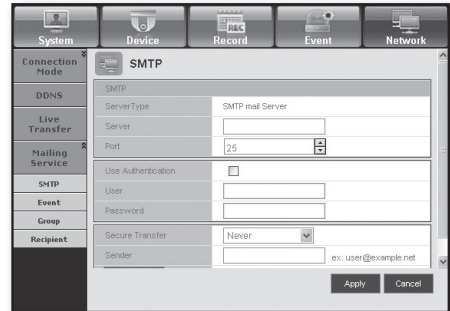 System
Device
REC
Record
Event
Network
Connection
Mode
DDNS
Live
Transfer
Mailing
Service
SMTP
Event
Group
Recipient
SMTP
SMTP
ServerType SMTP mail Server
Server
Port 25
Use Authentication
User
Password
Secure Transfer Never
Sender ex. user@example.net
Apply Cancel